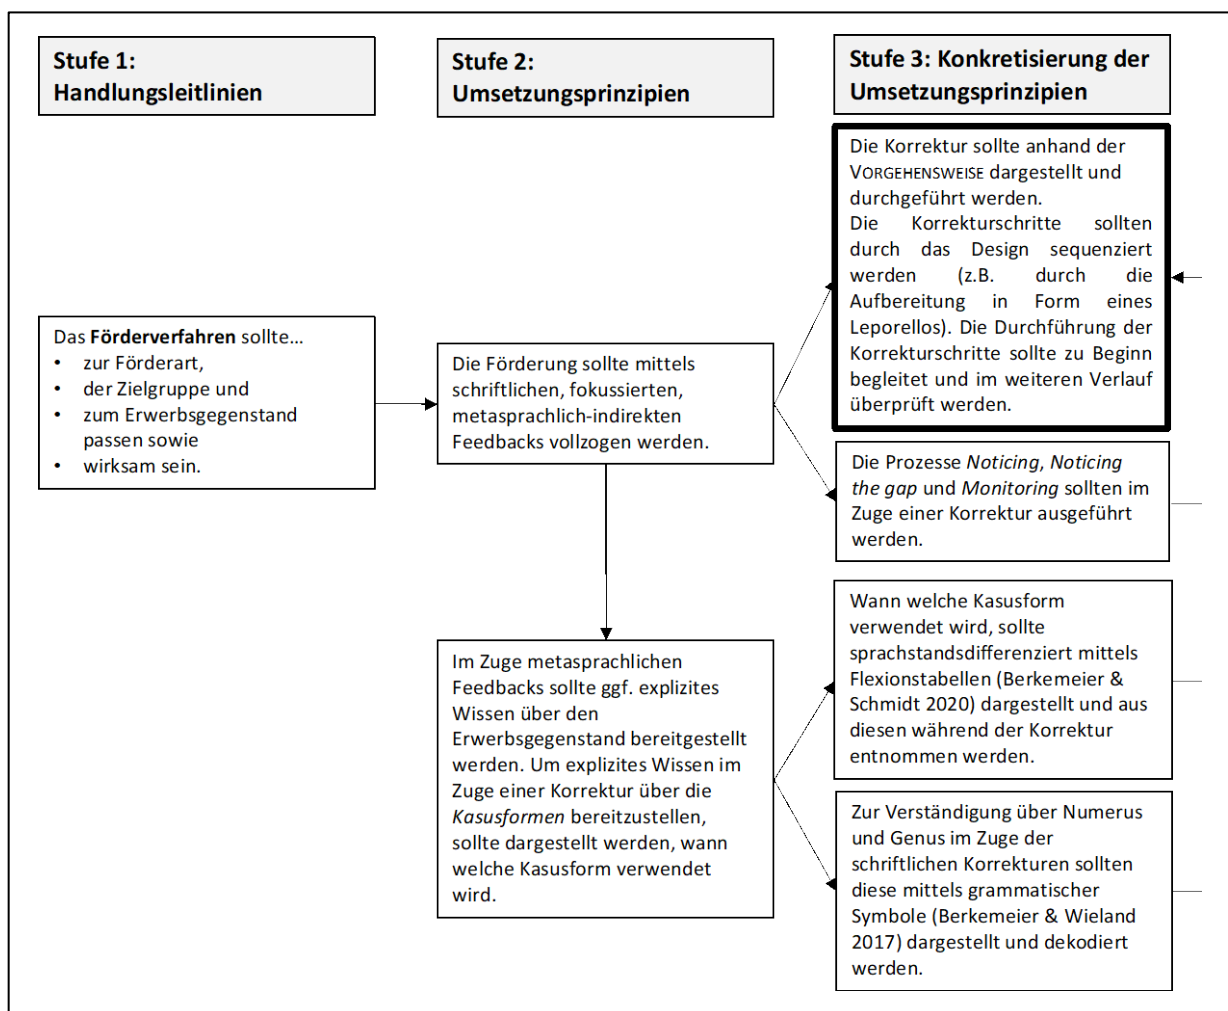 Stufe 1:
Handlungsleitlinien
Stufe 2:
Umsetzungsprinzipien
Stufe 3: Konkretisierung der
Umsetzungsprinzipien
Das Förderverfahren sollte…
• zur Förderart,
• der Zielgruppe und
• zum Erwerbsgegenstand
passen sowie
• wirksam sein.
Die Förderung sollte mittels
schriftlichen, fokussierten,
metasprachlich-indirekten
Feedbacks vollzogen werden.
Im Zuge metasprachlichen
Feedbacks sollte ggf. explizites
Wissen über den
Erwerbsgegenstand bereitgestellt
werden. Um explizites Wissen im
Zuge einer Korrektur über die
Kasusformen bereitzustellen,
sollte dargestellt werden, wann
welche Kasusform verwendet
wird.
Die Korrektur sollte anhand der
VORGEHENSWEISE dargestellt und
durchgeführt werden.
Die Korrekturschritte sollten
durch das Design sequenziert
werden (z.B. durch die
Aufbereitung in Form eines
Leporellos). Die Durchführung der
Korrekturschritte sollte zu Beginn
begleitet und im weiteren Verlauf
überprüft werden.
Die Prozesse Noticing, Noticing
the gap und Monitoring sollten im
Zuge einer Korrektur ausgeführt
werden.
Wann welche Kasusform
verwendet wird, sollte
sprachstandsdifferenziert mittels
Flexionstabellen (Berkemeier &
Schmidt 2020) dargestellt und aus
diesen während der Korrektur
entnommen werden.
Zur Verständigung über Numerus
und Genus im Zuge der
schriftlichen Korrekturen sollten
diese mittels grammatischer
Symbole (Berkemeier & Wieland
2017) dargestellt und dekodiert
werden.